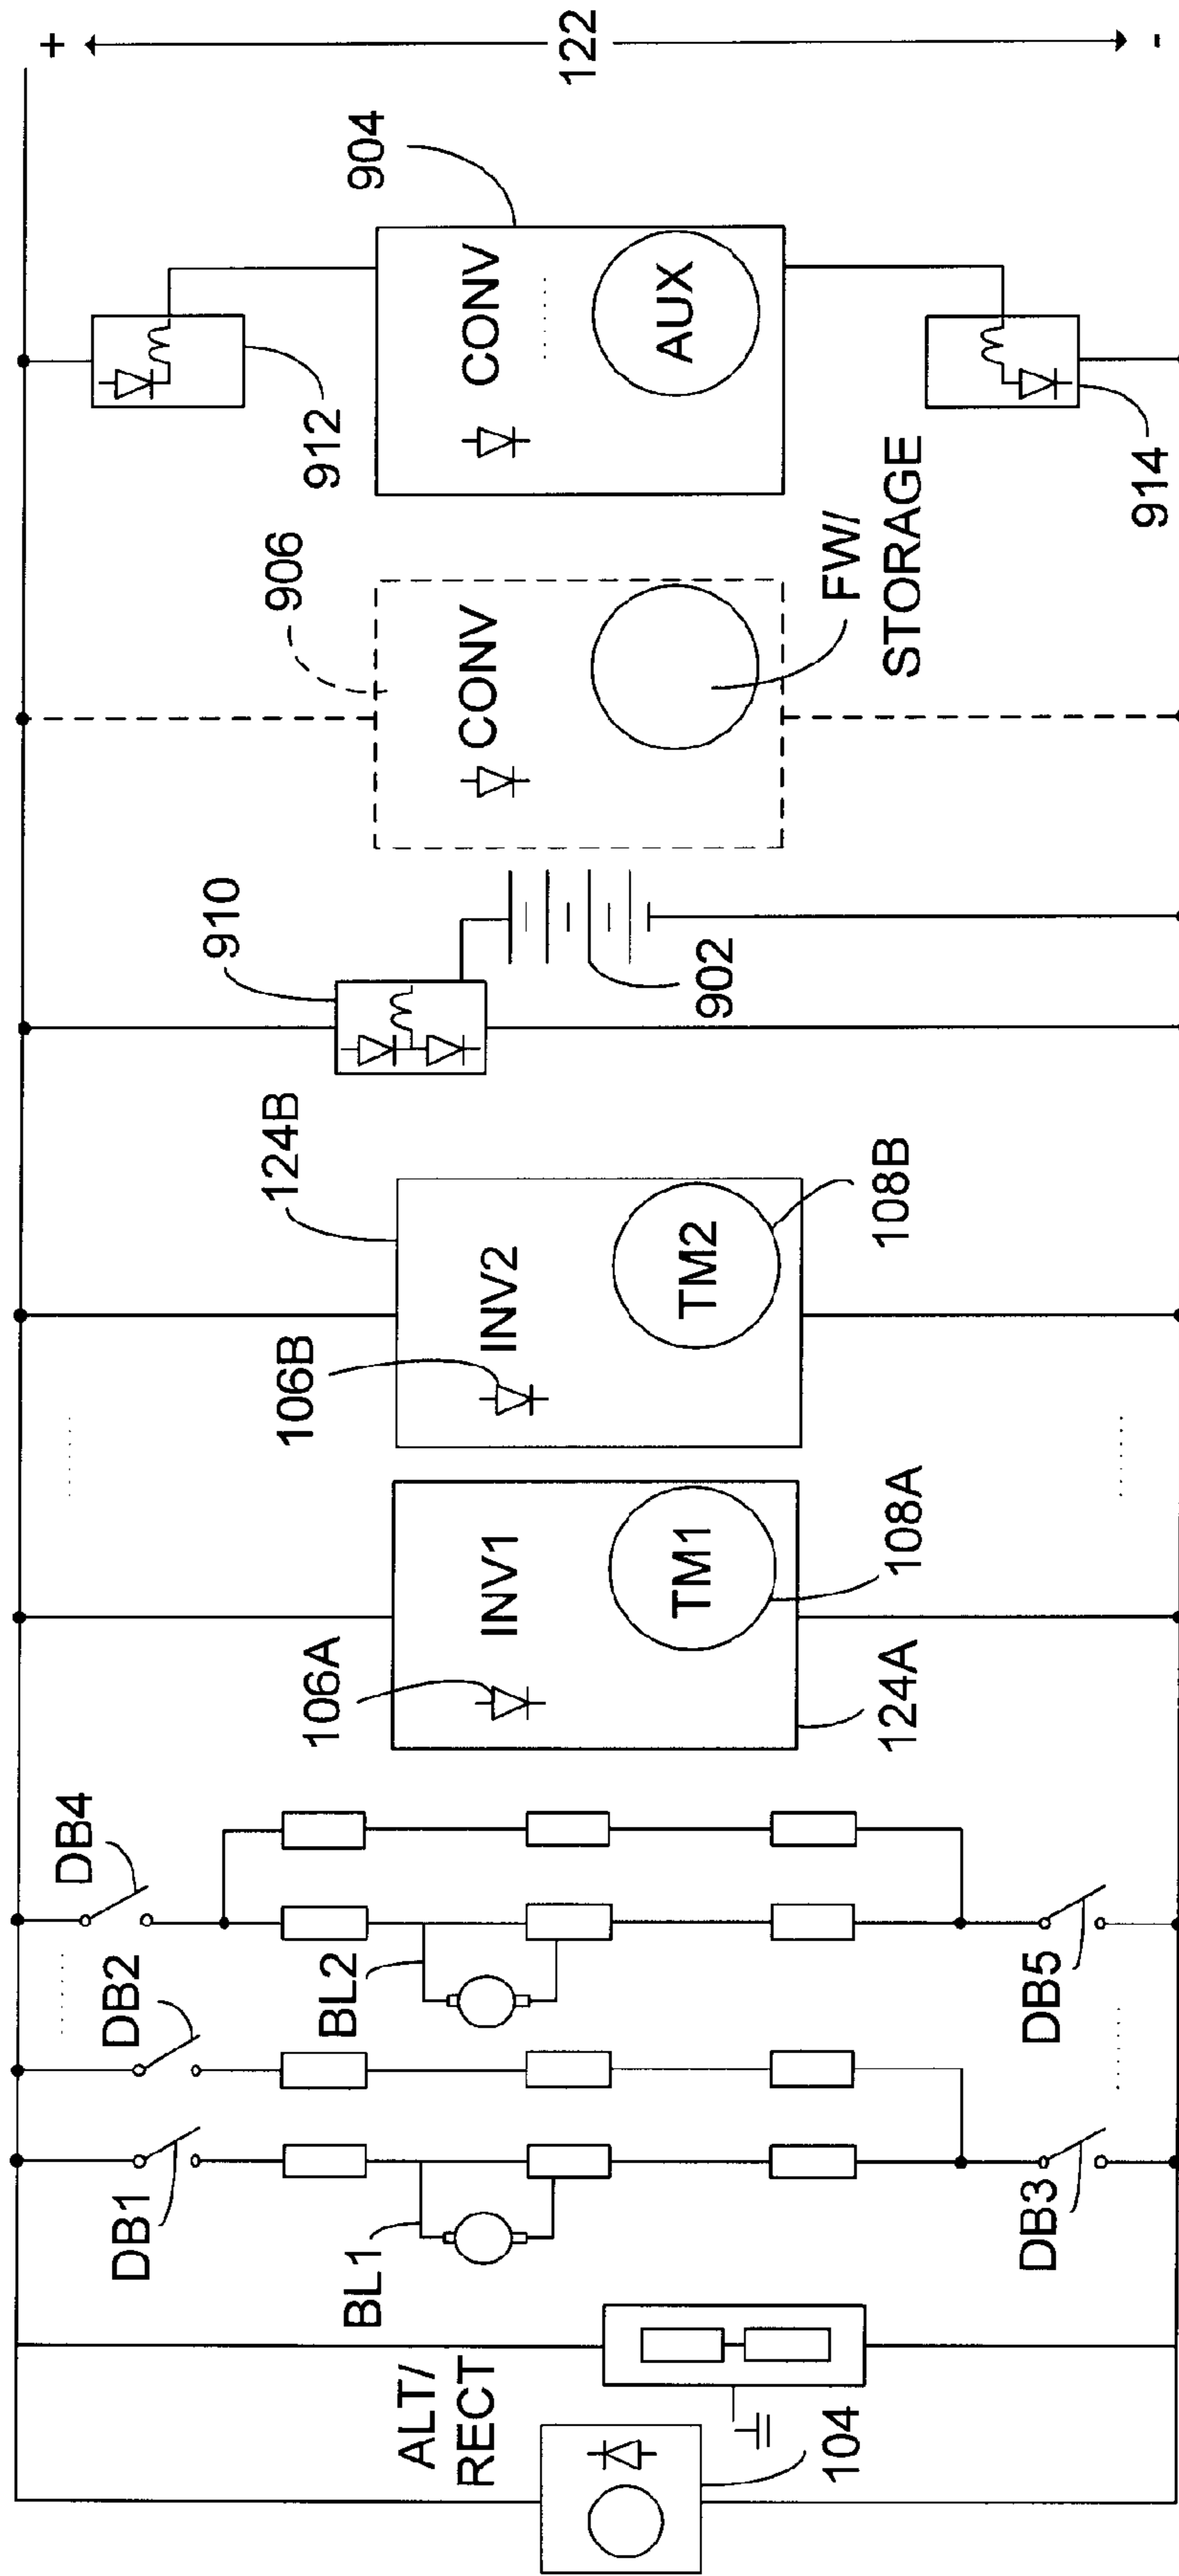 ALT/
RECT
104
DB1
BL1
DB3
DB2
BL2
DB4
DB5
106A
INV1
TM1
108A
124A
106B
INV2
TM2
108B
124B
910
902
906
CONV
FW/
STORAGE
912
904
CONV
AUX
914
+
122
-